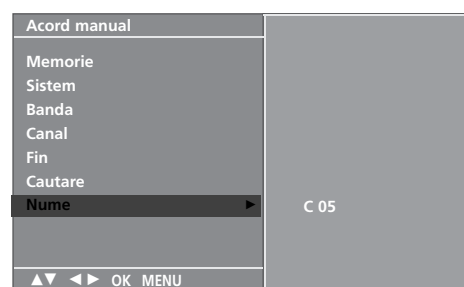 Acord manual
Memorie
Sistem
Banda
Canal
Fin
Cautare
Nume ► C 05
▲▼ ◄► OK MENU